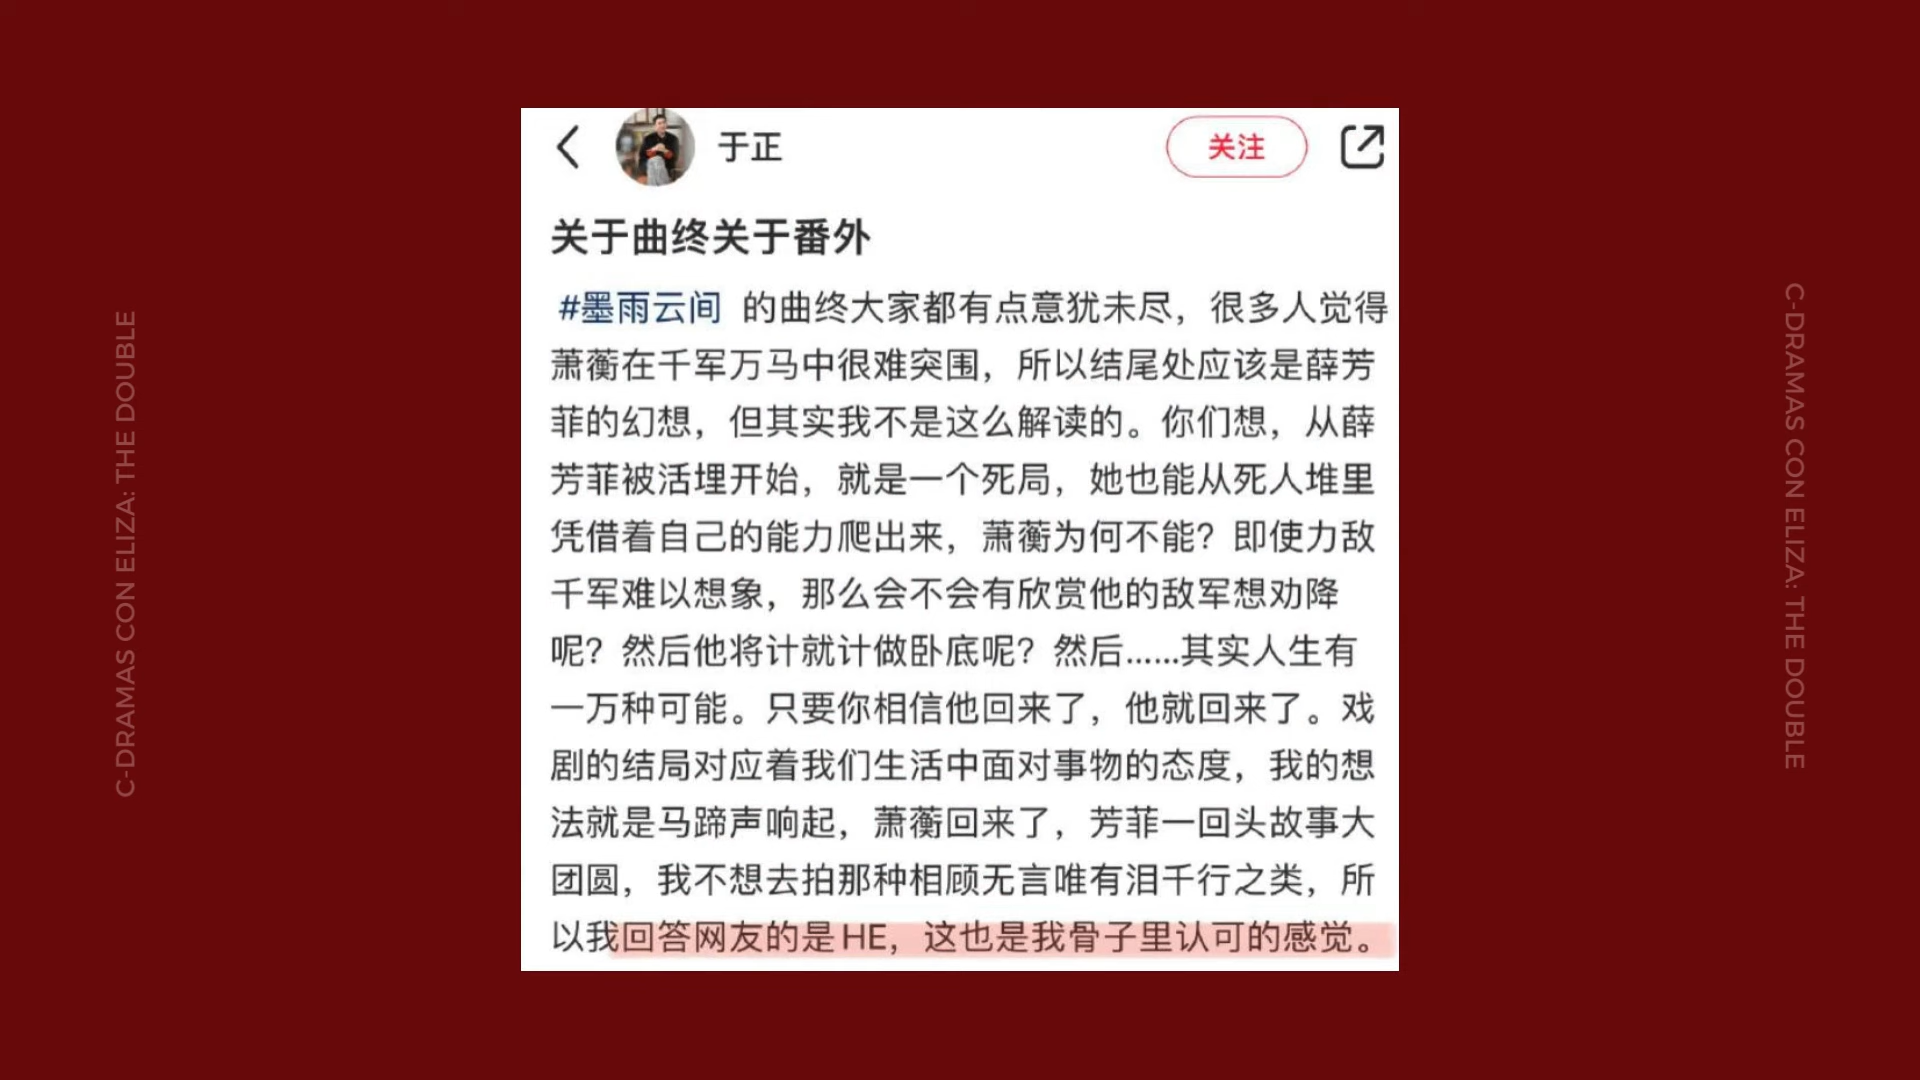 C-DRAMAS CON ELIZA: THE DOUBLE
于正
关注
关于曲终关于番外
#墨雨云间 的曲终大家都有点意犹未尽，很多人觉得
萧蘅在千军万马中很难突围，所以结尾处应该是薛芳
菲的幻想，但其实我不是这么解读的。你们想，从薛
芳菲被活埋开始，就是一个死局，她也能从死人堆里
凭借着自己的能力爬出来，萧蘅为何不能？即使力敌
千军难以想象，那么会不会有欣赏他的敌军想劝降
呢？然后他将计就计做卧底呢？然后......其实人生有
一万种可能。只要你相信他回来了，他就回来了。戏
剧的结局对应着我们生活中面对事物的态度，我的想
法就是马蹄声响起，萧蘅回来了，芳菲一回头故事大
团圆，我不想去拍那种相顾无言唯有泪千行之类，所
以我回答网友的是HE，这也是我骨子里认可的感觉。
C-DRAMAS CON ELIZA: THE DOUBLE